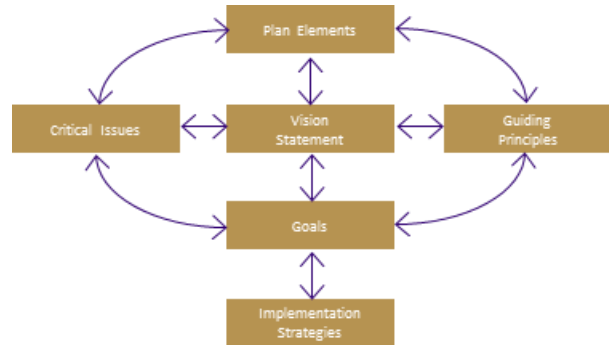 Plan Elements
Critical Issues
Vision
Statement
Guiding
Principles
Goals
Implementation
Strategies